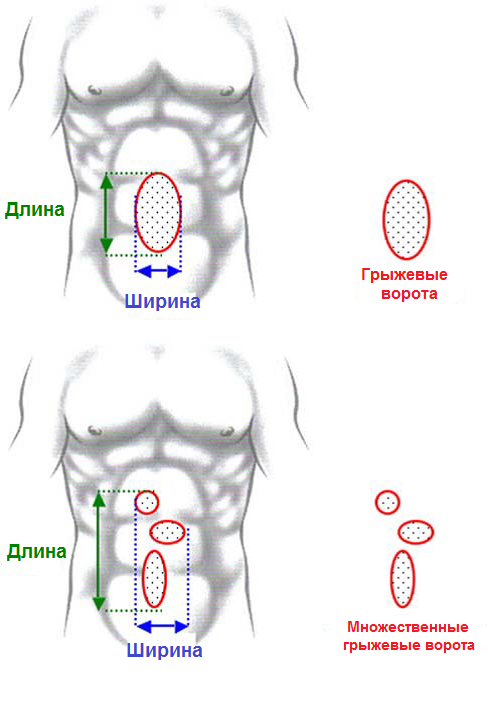 Длина
Ширина
Грыжевые
ворота
Длина
Ширина
Множественные
грыжевые ворота